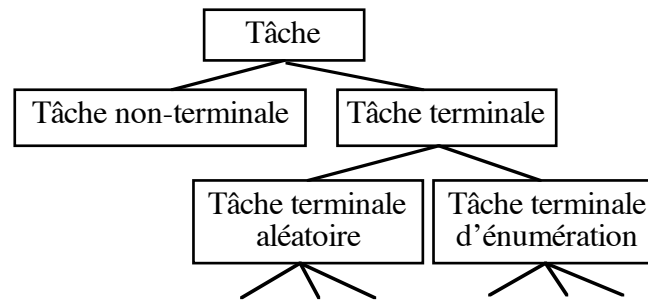 Tâche
Tâche non-terminale
Tâche terminale
Tâche terminale
aléatoire
Tâche terminale
d'énumération